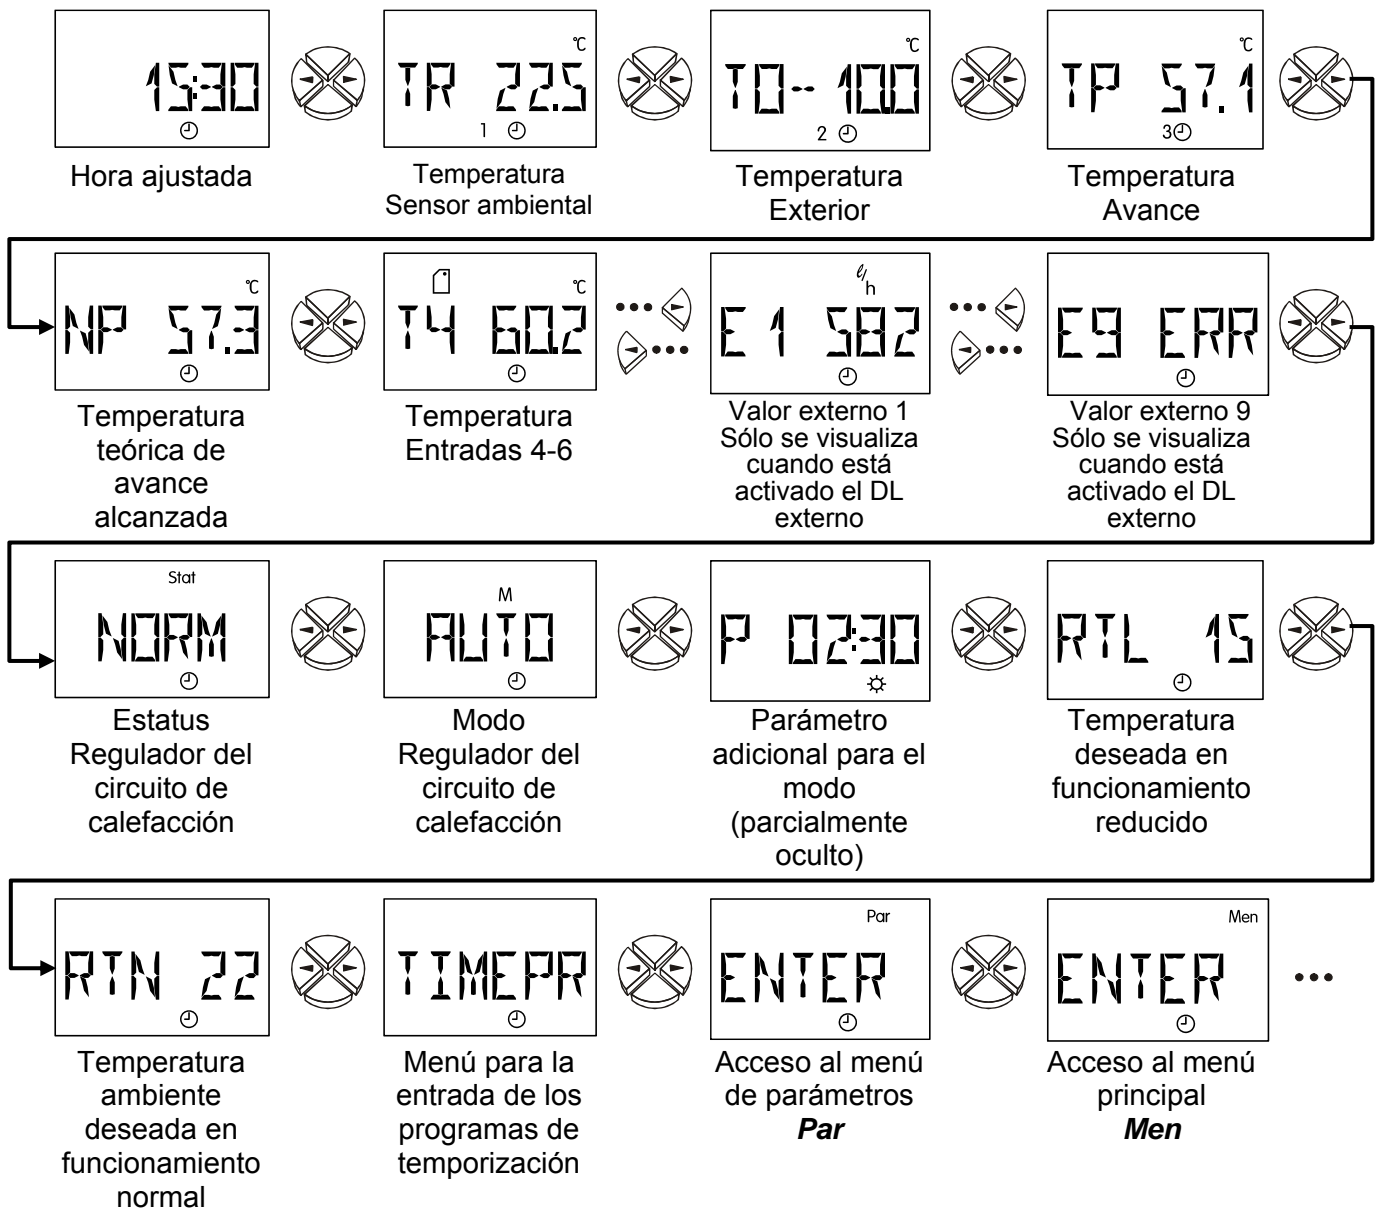 15:30
Hora ajustada
°C
TR 22.5
1
Temperatura
Sensor ambiental
°C
TO-10.0
2
Temperatura
Exterior
°C
TP 57.1
3
Temperatura
Avance
°C
NP 57.3
Temperatura
teórica de
avance
alcanzada
°C
T4 60.2
Temperatura
Entradas 4-6
•••
•••
ℓ/h
E1 582
Valor externo 1
Sólo se visualiza
cuando está
activado el DL
externo
•••
•••
E9 ERR
Valor externo 9
Sólo se visualiza
cuando está
activado el DL
externo
Stat
NORM
Estatus
Regulador del
circuito de
calefacción
M
AUTO
Modo
Regulador del
circuito de
calefacción
P 02:30
Parámetro
adicional para el
modo
(parcialmente
oculto)
RTL 15
Temperatura
deseada en
funcionamiento
reducido
RTN 22
Temperatura
ambiente
deseada en
funcionamiento
normal
TIMEPR
Menú para la
entrada de los
programas de
temporización
Par
ENTER
Acceso al menú
de parámetros
Par
Men
ENTER
Acceso al menú
principal
Men
•••